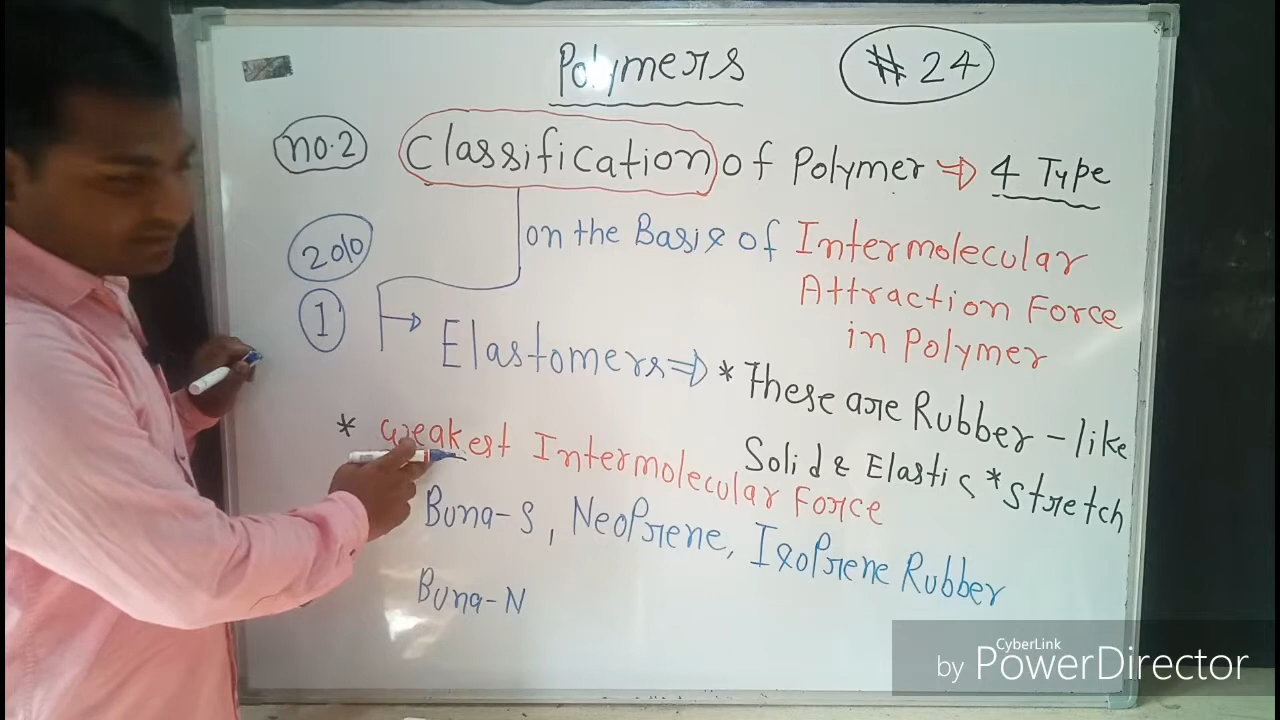 Polymers #24
no.2 Classification of Polymer ⇒ 4 Type
on the Basis of Intermolecular
Attraction Force
in Polymer
2010
1 → Elastomers ⇒ * These are Rubber-like
Solid & Elastic * Stretch
* weakest Intermolecular Force
Buna-S, Neoprene, Isoprene Rubber
Buna-N
CyberLink
by PowerDirector